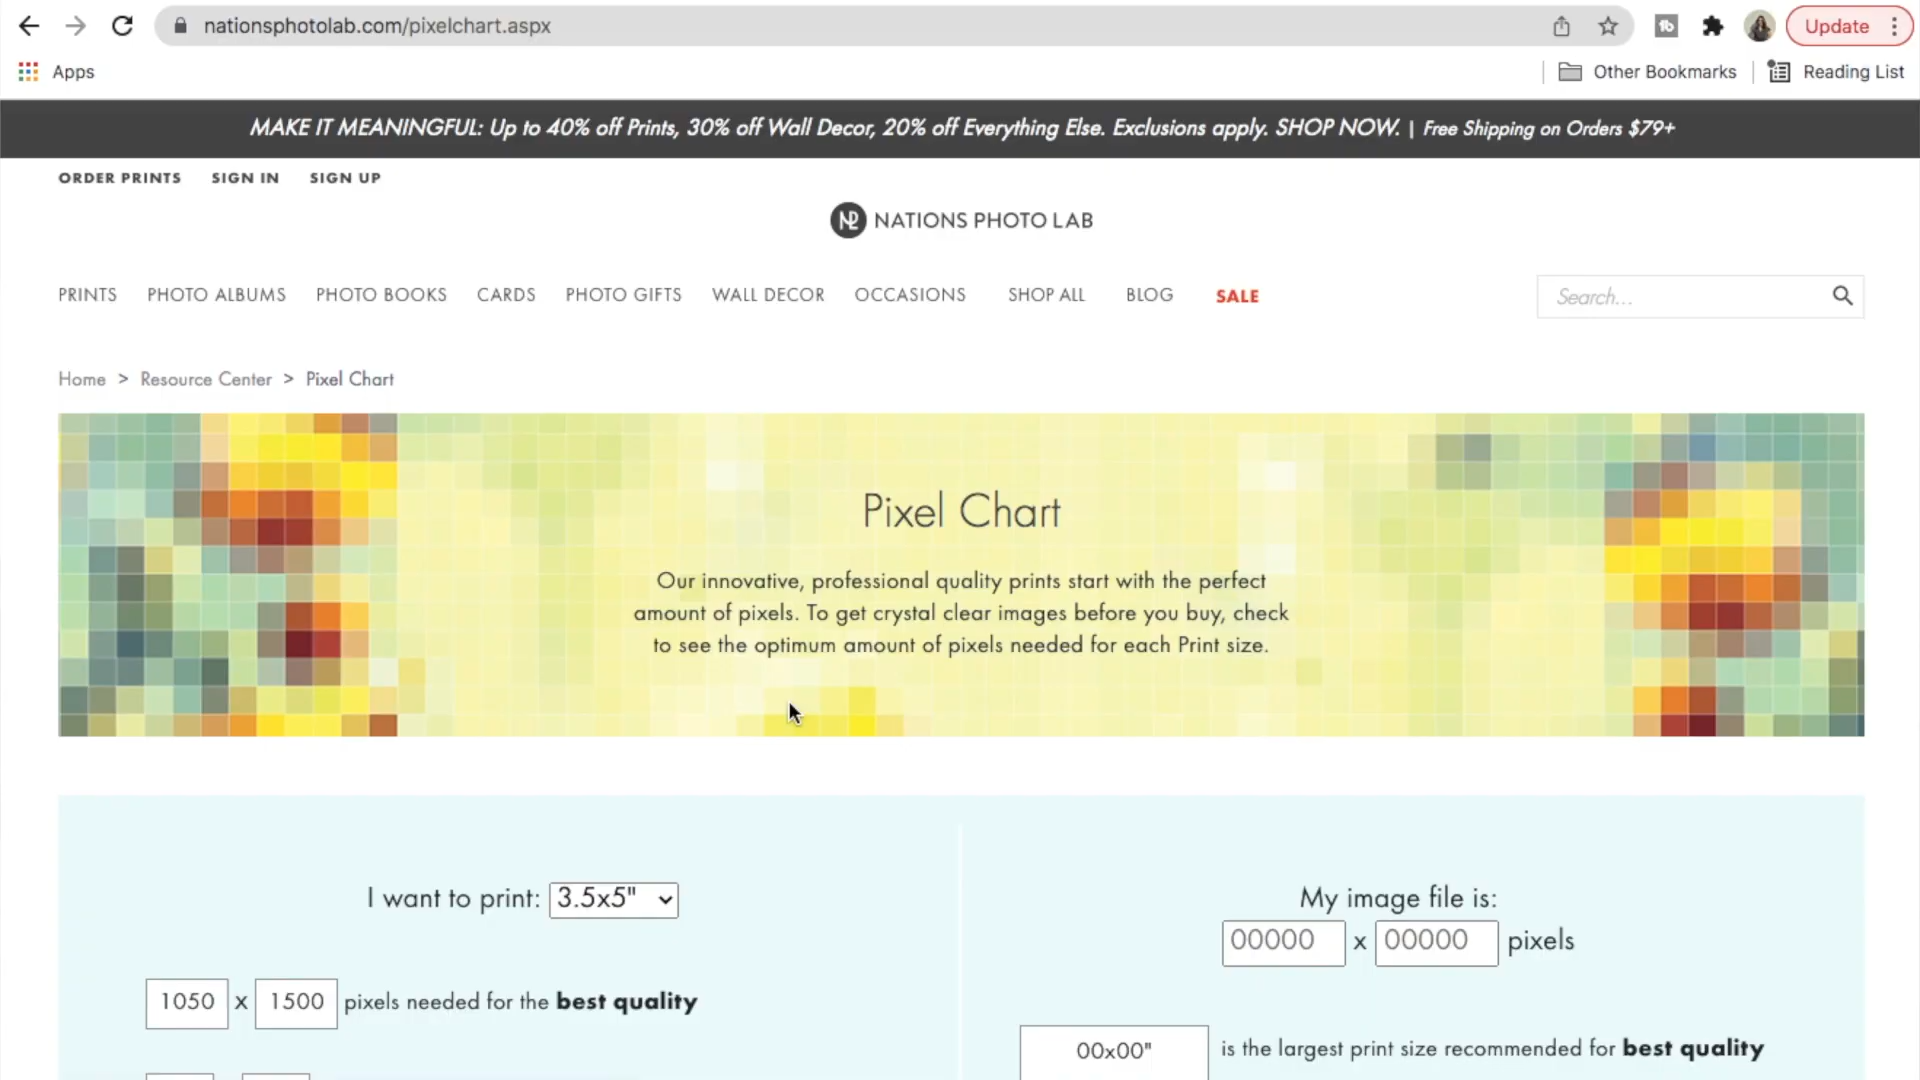 nationsphotolab.com/pixelchart.aspx
Update
Apps
Other Bookmarks
Reading List
MAKE IT MEANINGFUL: Up to 40% off Prints, 30% off Wall Decor, 20% off Everything Else. Exclusions apply. SHOP NOW. | Free Shipping on Orders $79+
ORDER PRINTS SIGN IN SIGN UP
NATIONS PHOTO LAB
PRINTS PHOTO ALBUMS PHOTO BOOKS CARDS PHOTO GIFTS WALL DECOR OCCASIONS SHOP ALL BLOG SALE
Search...
Home > Resource Center > Pixel Chart
Pixel Chart
Our innovative, professional quality prints start with the perfect
amount of pixels. To get crystal clear images before you buy, check
to see the optimum amount of pixels needed for each Print size.
I want to print: 3.5x5"
1050 x 1500 pixels needed for the best quality
My image file is:
00000 x 00000 pixels
00x00" is the largest print size recommended for best quality